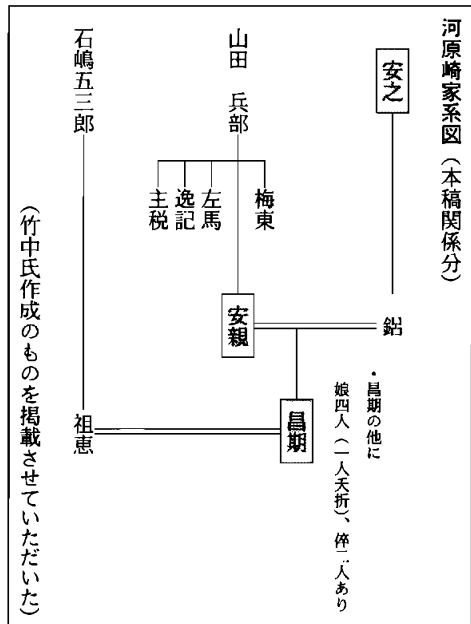 河原崎家系図(本稿関係分)
安之
鋁
・昌期の他に
娘四人(一人夭折)、倅二人あり
山田 兵部
梅東
左馬
逸記
主税
安親
昌期
石嶋五三郎
祖恵
(竹中氏作成のものを掲載させていただいた)